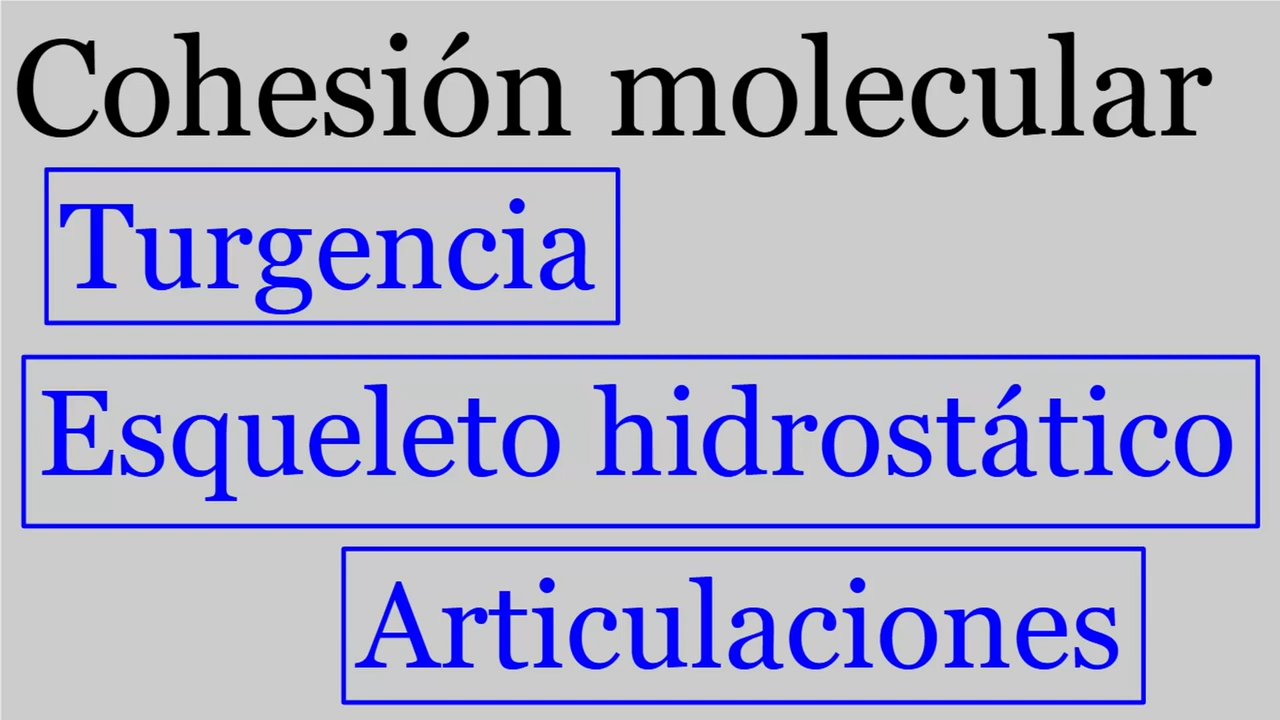 Cohesión molecular
Turgencia
Esqueleto hidrostático
Articulaciones